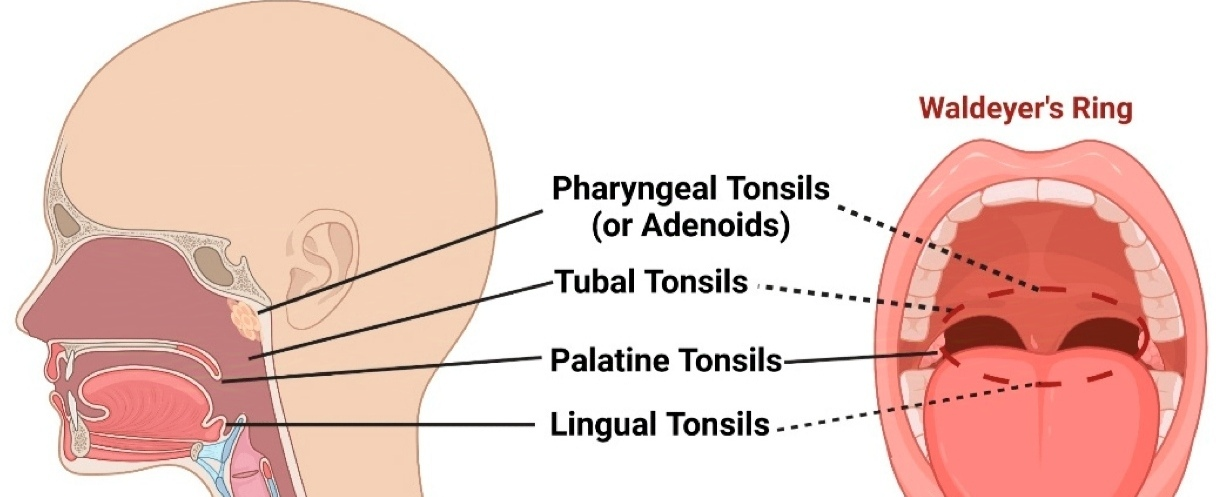 Waldeyer's Ring
Pharyngeal Tonsils
(or Adenoids)
Tubal Tonsils
Palatine Tonsils
Lingual Tonsils